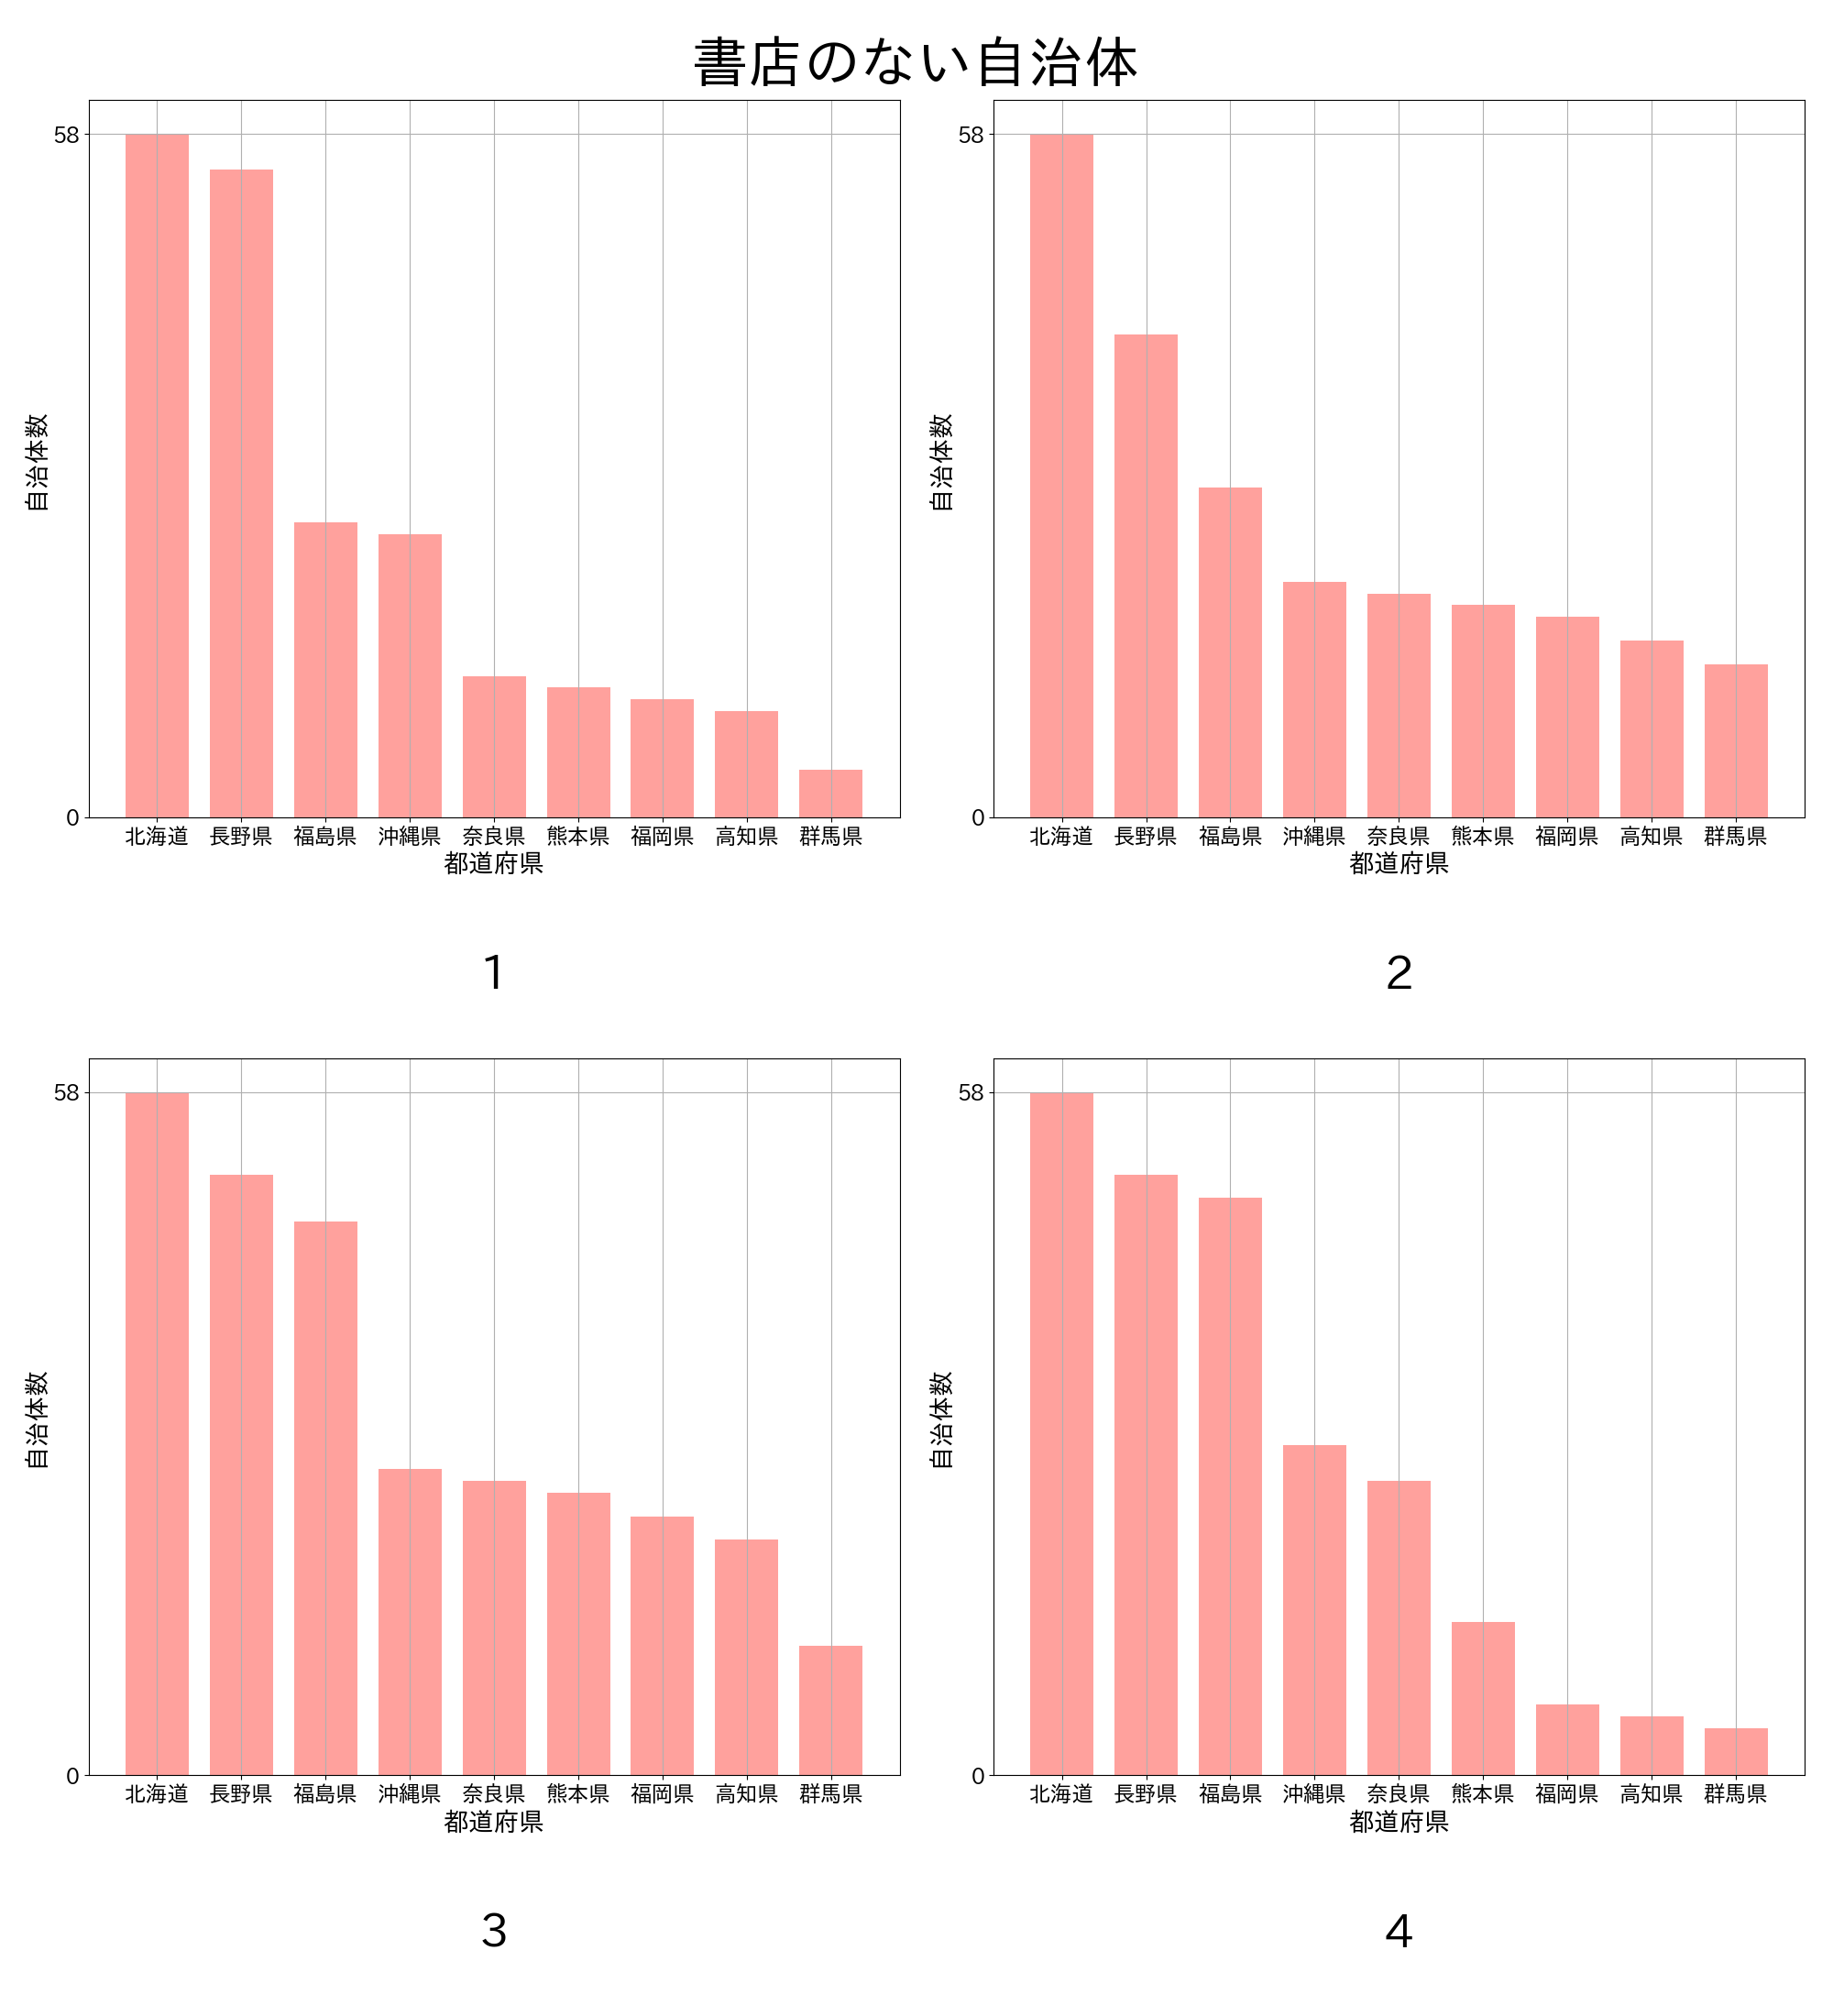 書店のない自治体
58
自治体数
0
北海道 長野県 福島県 沖縄県 奈良県 熊本県 福岡県 高知県 群馬県
都道府県
1
58
自治体数
0
北海道 長野県 福島県 沖縄県 奈良県 熊本県 福岡県 高知県 群馬県
都道府県
2
58
自治体数
0
北海道 長野県 福島県 沖縄県 奈良県 熊本県 福岡県 高知県 群馬県
都道府県
3
58
自治体数
0
北海道 長野県 福島県 沖縄県 奈良県 熊本県 福岡県 高知県 群馬県
都道府県
4